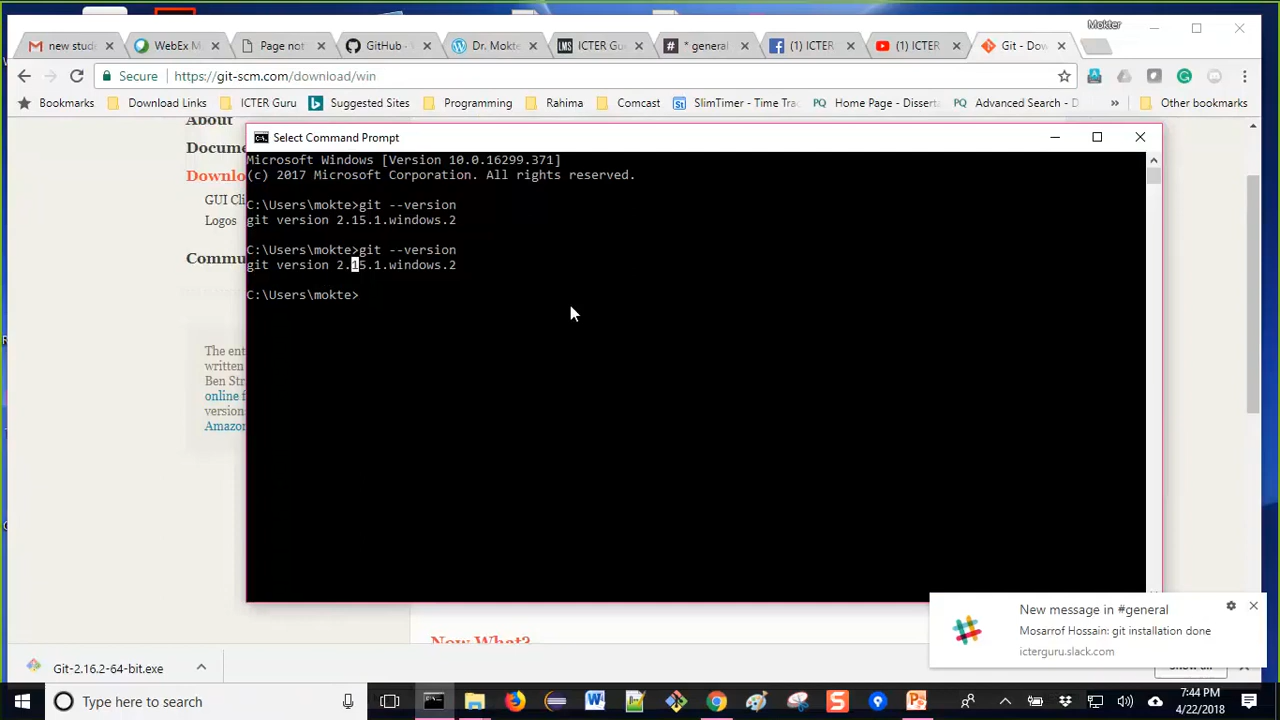 Mokter
new stud
WebEx M
Page not
GitHub
Dr. Mokte
ICTER Gu
* general
(1) ICTER
(1) ICTER
Git - Dow
Secure
https://git-scm.com/download/win
Bookmarks
Download Links
ICTER Guru
Suggested Sites
Programming
Rahima
Comcast
SlimTimer - Time Tra
Home Page - Disserta
Advanced Search - D
»
Other bookmarks
About
Docume
Downlo
GUI Cli
Logos
Commu
Select Command Prompt
Microsoft Windows [Version 10.0.16299.371]
(c) 2017 Microsoft Corporation. All rights reserved.
C:\Users\mokte>git --version
git version 2.15.1.windows.2
C:\Users\mokte>git --version
git version 2.15.1.windows.2
C:\Users\mokte>
The ent
written
Ben Str
online f
version
Amazon
Now What?
New message in #general
Mosarrof Hossain: git installation done
icterguru.slack.com
Git-2.16.2-64-bit.exe
Show all
Type here to search
7:44 PM
4/22/2018